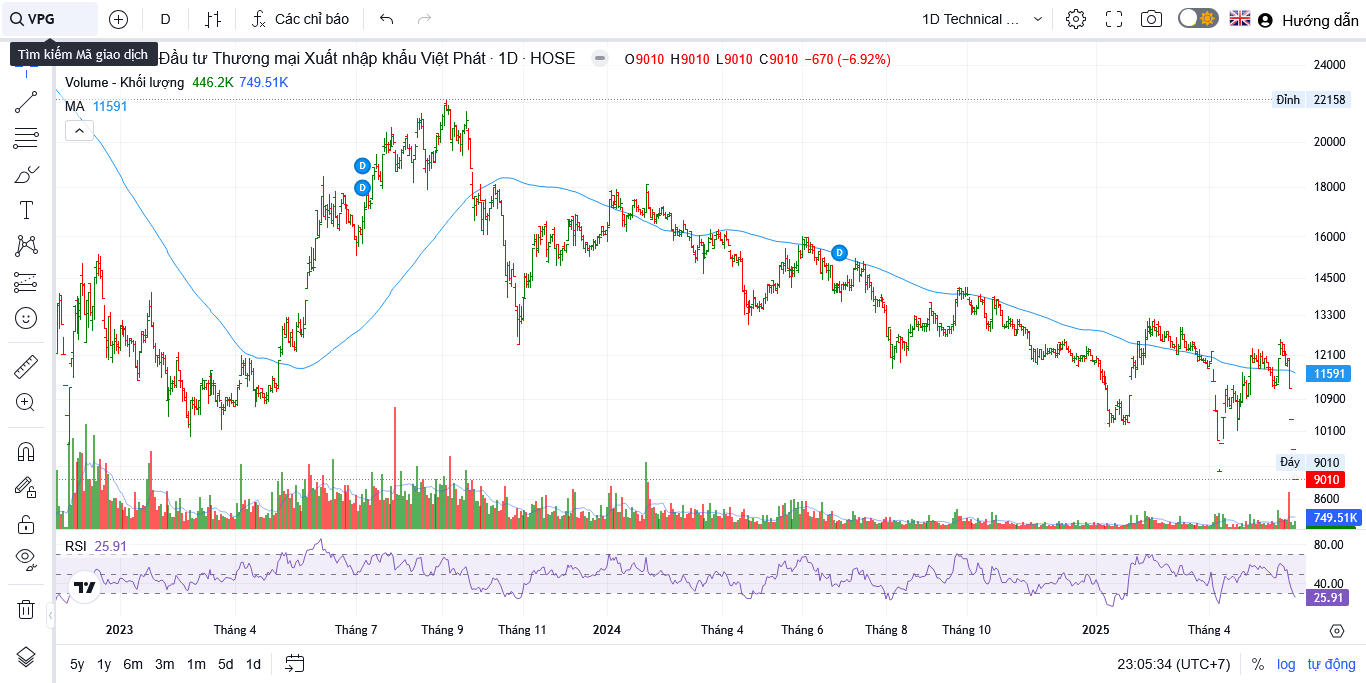 VPG
D
Các chỉ báo
1D Technical ...
Hướng dẫn
Tìm kiếm Mã giao dịch
Đầu tư Thương mại Xuất nhập khẩu Việt Phát · 1D · HOSE
O9010 H9010 L9010 C9010 −670 (−6.92%)
Volume - Khối lượng 446.2K 749.51K
MA 11591
24000
Đỉnh 22158
20000
18000
16000
14500
13300
12100
11591
10900
10100
Đáy 9010
9010
8600
749.51K
D
D
D
RSI 25.91
80.00
40.00
25.91
2023
Tháng 4
Tháng 7
Tháng 9
Tháng 11
2024
Tháng 4
Tháng 6
Tháng 8
Tháng 10
2025
Tháng 4
5y 1y 6m 3m 1m 5d 1d
23:05:34 (UTC+7)
% log tự động